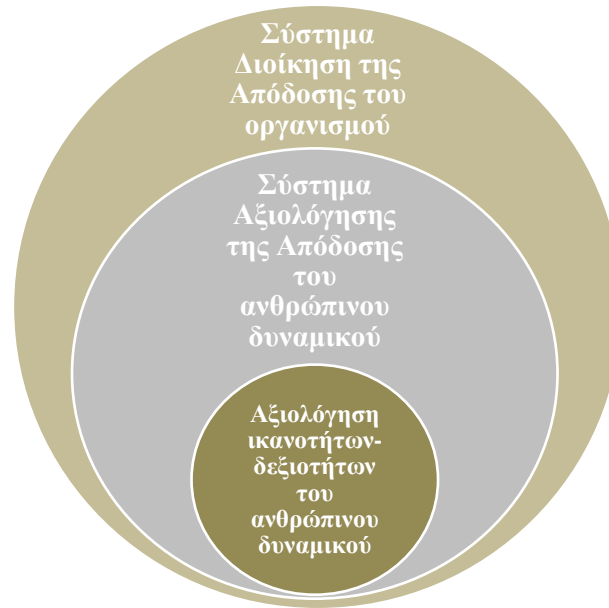 Σύστημα
Διοίκηση της
Απόδοσης του
οργανισμού
Σύστημα
Αξιολόγησης
της Απόδοσης
του
ανθρώπινου
δυναμικού
Αξιολόγηση
ικανοτήτων-
δεξιοτήτων
του
ανθρώπινου
δυναμικού